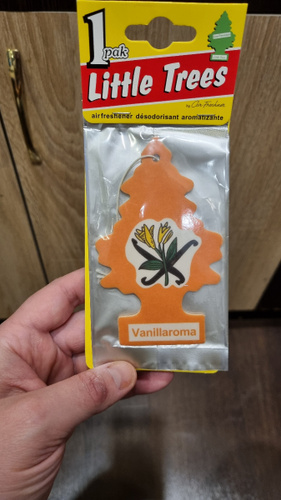 1
pak
Little Trees
by Car-Freshner
airfreshener désodorisant aromatizante
Vanillaroma